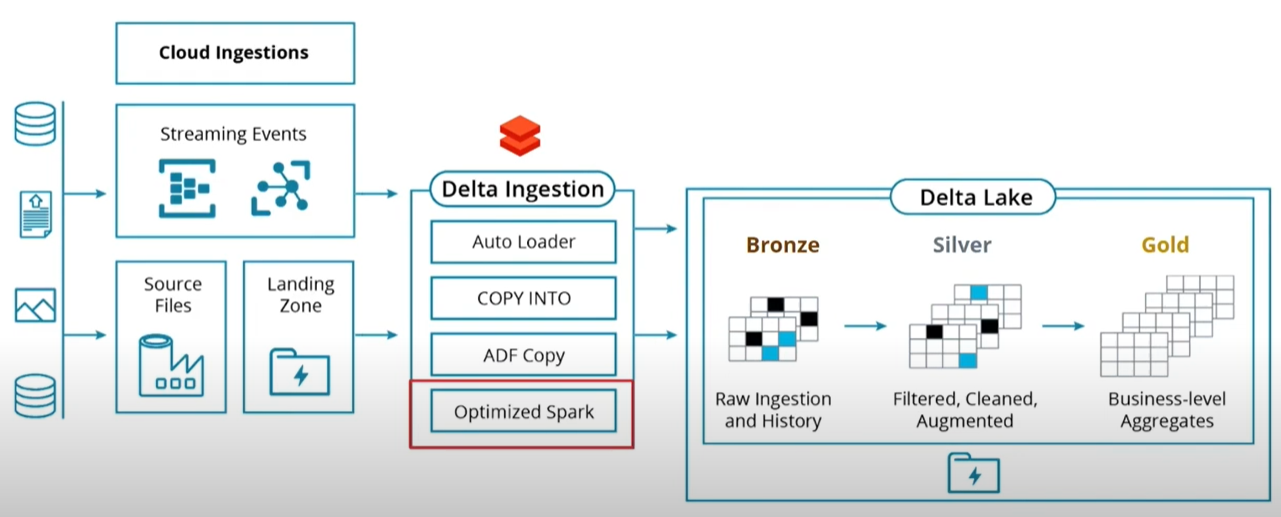 Cloud Ingestions
Streaming Events
Source
Files
Landing
Zone
Delta Ingestion
Auto Loader
COPY INTO
ADF Copy
Optimized Spark
Delta Lake
Bronze
Silver
Gold
Raw Ingestion
and History
Filtered, Cleaned,
Augmented
Business-level
Aggregates